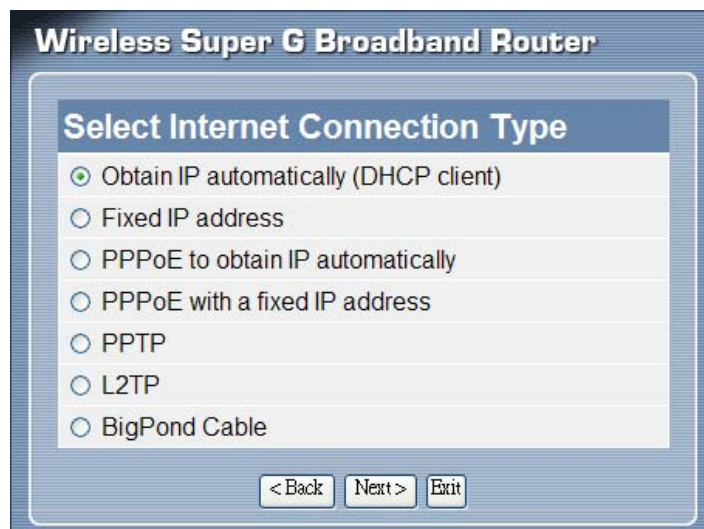 Wireless Super G Broadband Router
Select Internet Connection Type
Obtain IP automatically (DHCP client)
Fixed IP address
PPPoE to obtain IP automatically
PPPoE with a fixed IP address
PPTP
L2TP
BigPond Cable
< Back Next > Exit